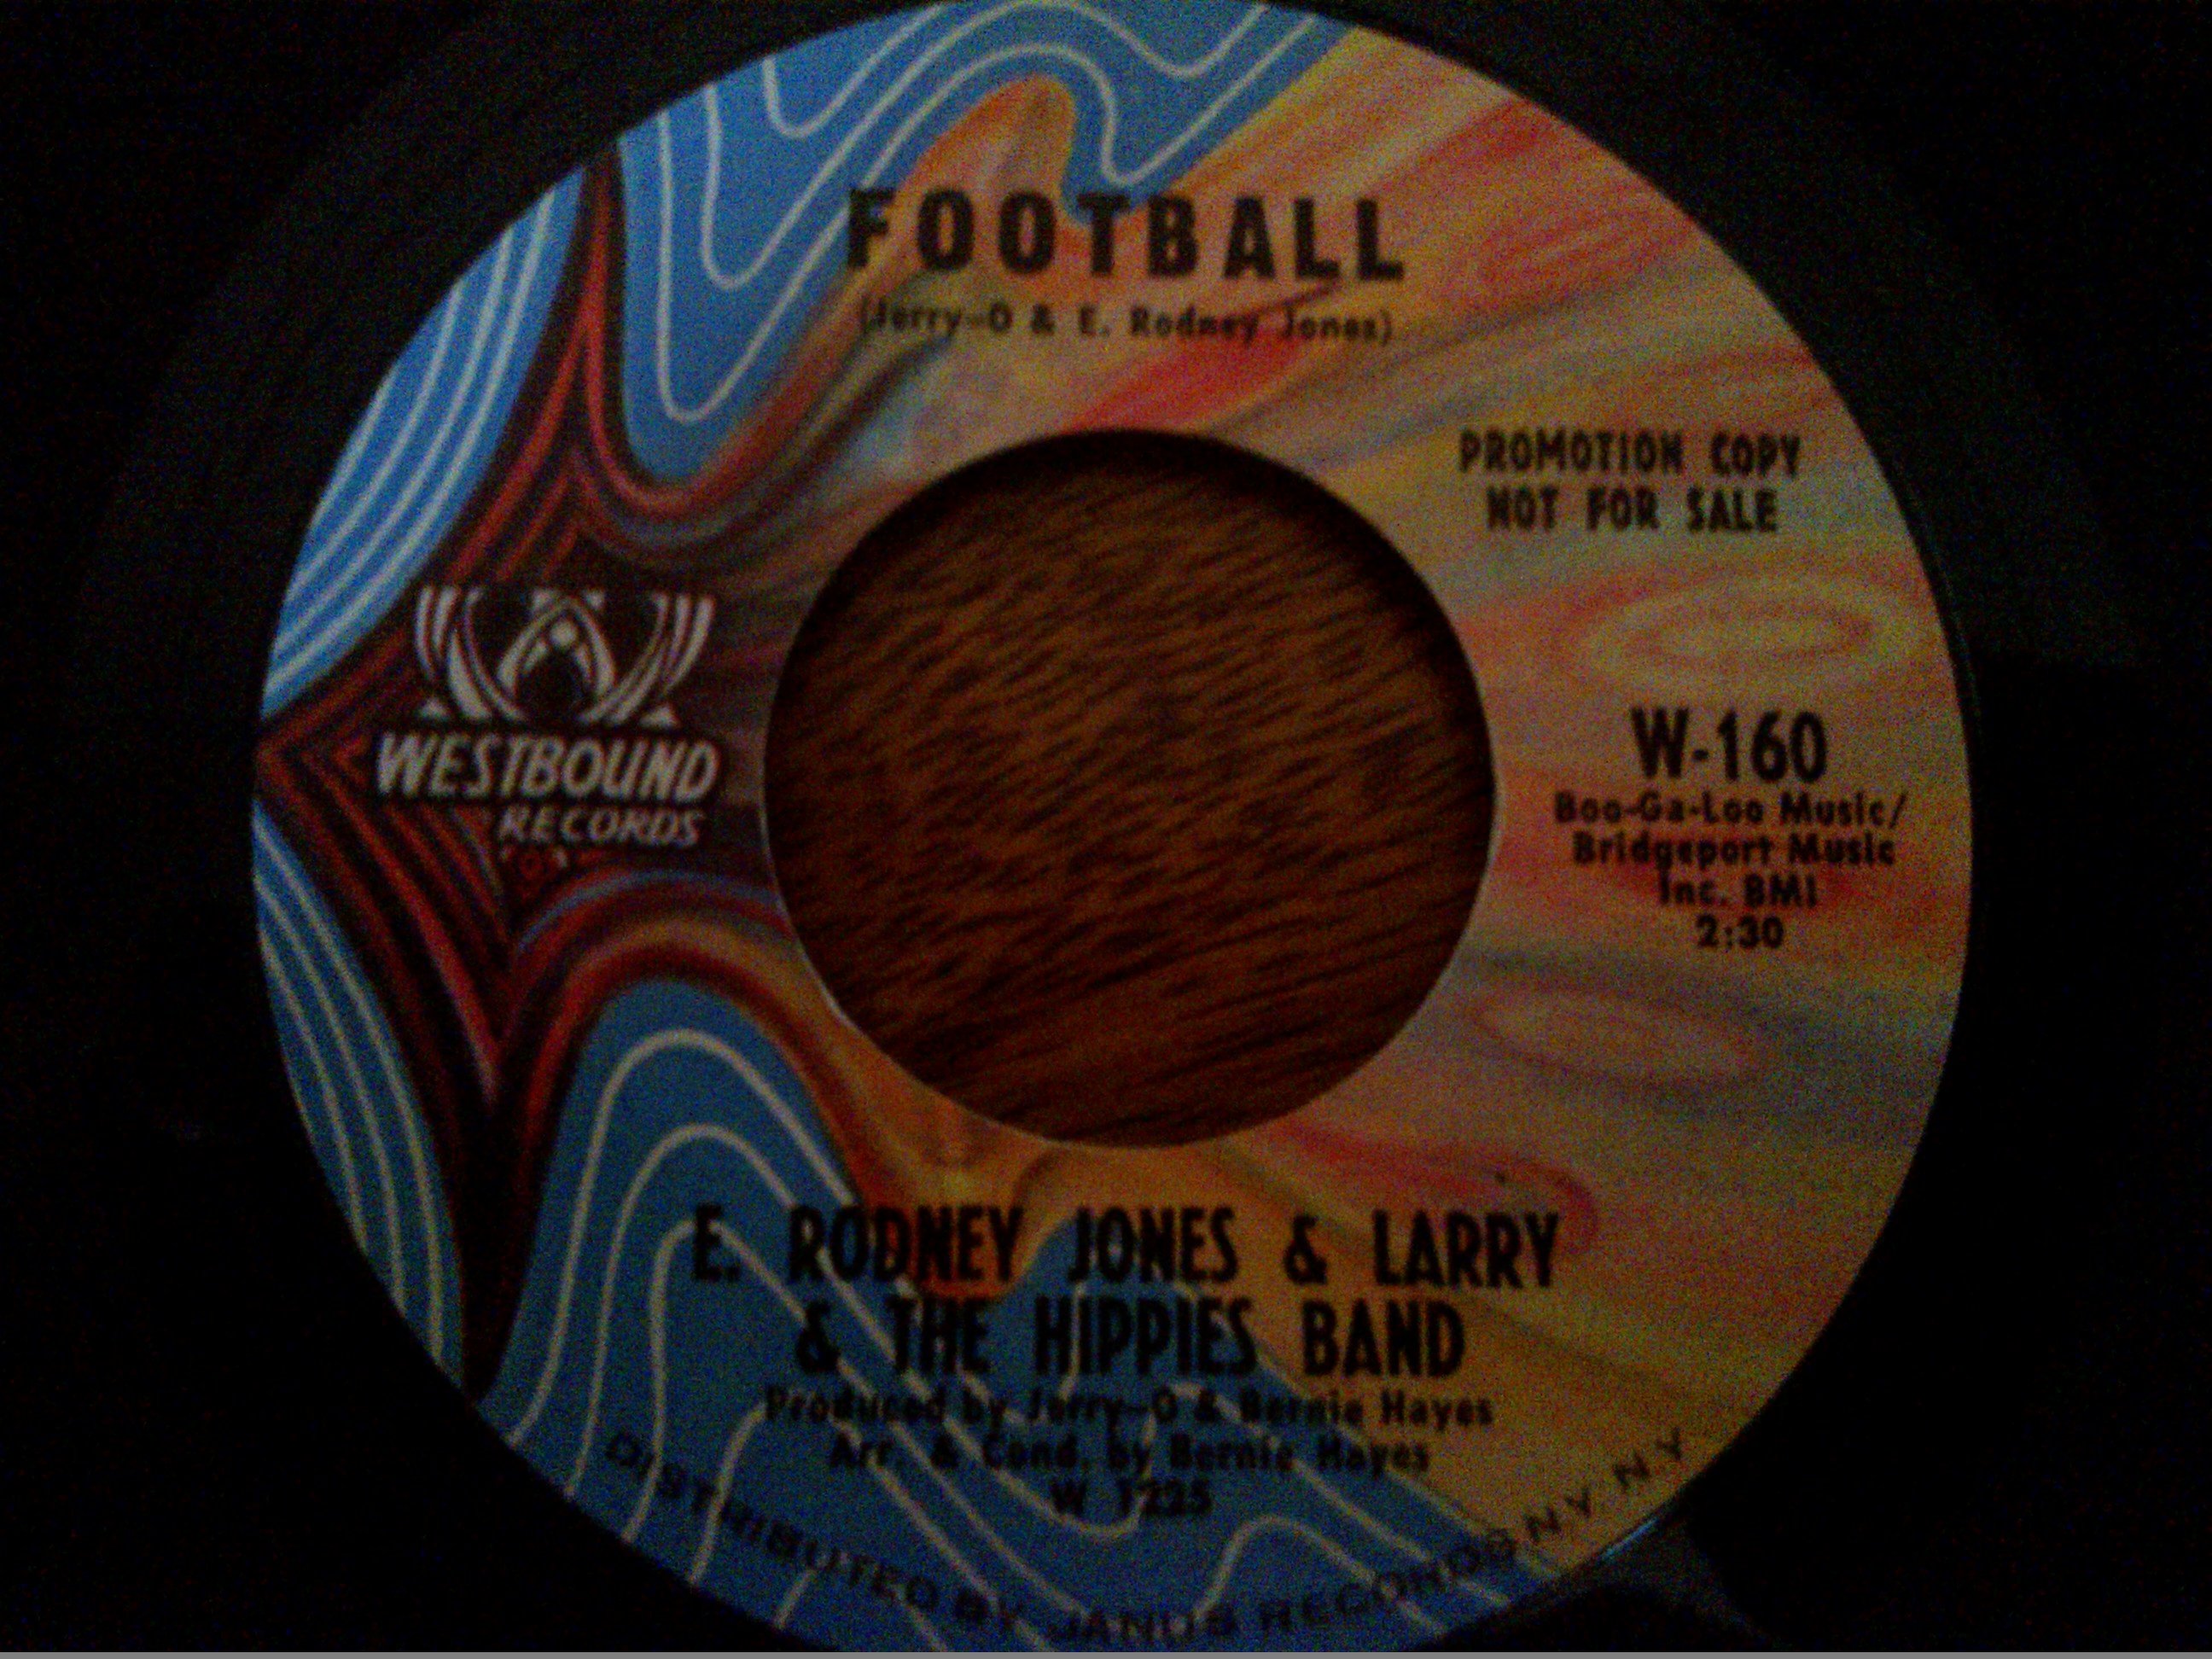 FOOTBALL
(Jerry-O & E. Rodney Jones)
PROMOTION COPY
NOT FOR SALE
WESTBOUND
RECORDS
W-160
Boo-Ga-Loo Music/
Bridgeport Music
Inc. BMI
2:30
E. RODNEY JONES & LARRY
& THE HIPPIES BAND
Produced by Jerry-O & Bernie Hayes
Arr. & Cond. by Bernie Hayes
W 1225
DISTRIBUTED BY JANUS RECORDS N.Y. N.Y.